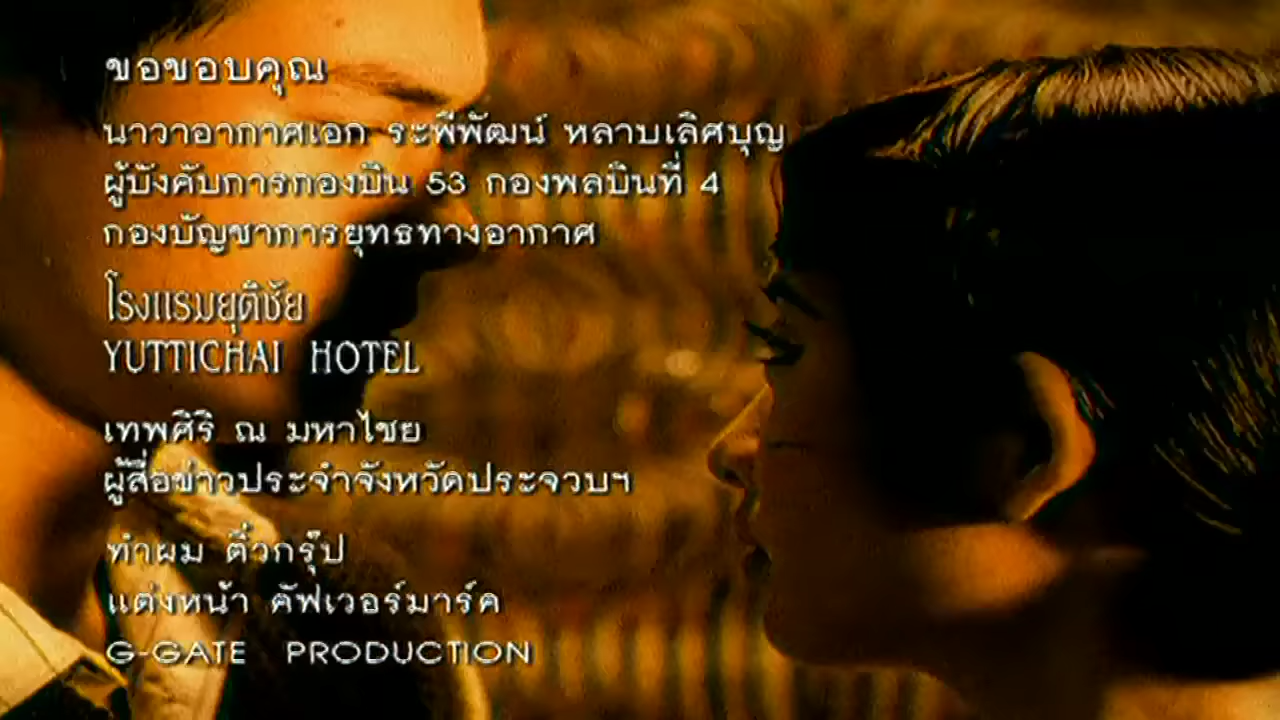 ขอขอบคุณ
นาวาอากาศเอก ระพีพัฒน์ หลาบเลิศบุญ
ผู้บังคับการกองบิน 53 กองพลบินที่ 4
กองบัญชาการยุทธทางอากาศ
โรงแรมยุติชัย
YUTTICHAI HOTEL
เทพศิริ ณ มหาไชย
ผู้สื่อข่าวประจำจังหวัดประจวบฯ
ทำผม ติ๋วกรุ๊ป
แต่งหน้า คัฟเวอร์มาร์ค
G-GATE PRODUCTION